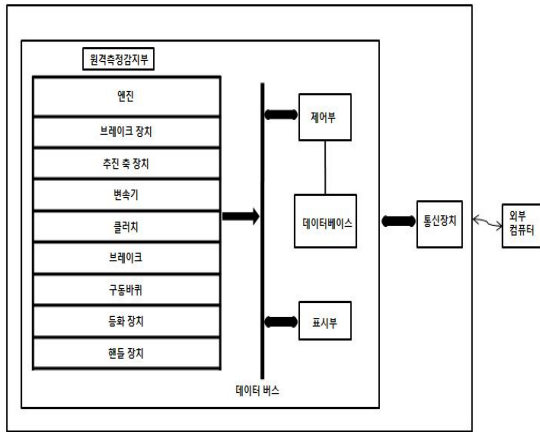 원격측정감지부
엔진
브레이크 장치
추진 축 장치
변속기
클러치
브레이크
구동바퀴
등화 장치
핸들 장치
제어부
데이터베이스
표시부
데이터 버스
통신장치
외부
컴퓨터